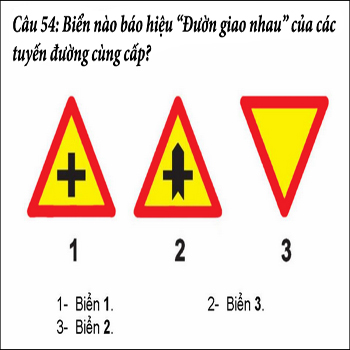 Câu 54: Biển nào báo hiệu “Đườn giao nhau” của các
tuyến đường cùng cấp?
1 2 3
1- Biển 1. 2- Biển 3.
3- Biển 2.